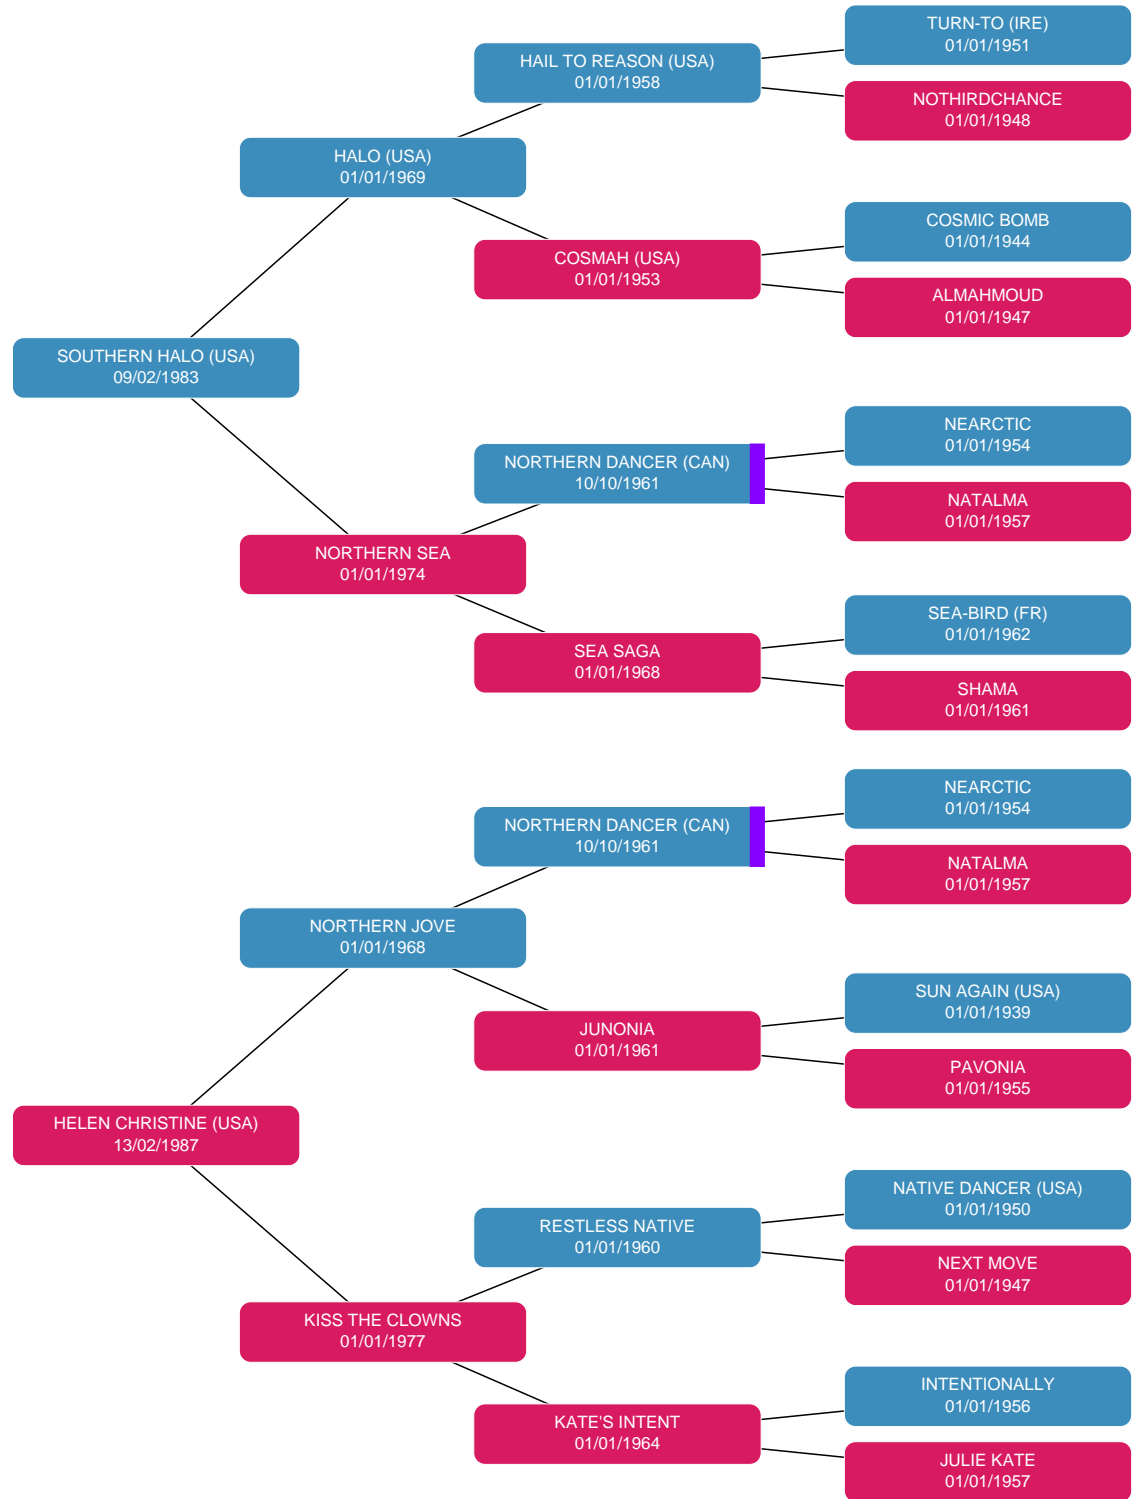 TURN-TO (IRE)
01/01/1951
HAIL TO REASON (USA)
01/01/1958
NOTHIRDCHANCE
01/01/1948
HALO (USA)
01/01/1969
COSMIC BOMB
01/01/1944
COSMAH (USA)
01/01/1953
ALMAHMOUD
01/01/1947
SOUTHERN HALO (USA)
09/02/1983
NEARCTIC
01/01/1954
NORTHERN DANCER (CAN)
10/10/1961
NATALMA
01/01/1957
NORTHERN SEA
01/01/1974
SEA-BIRD (FR)
01/01/1962
SEA SAGA
01/01/1968
SHAMA
01/01/1961
NEARCTIC
01/01/1954
NORTHERN DANCER (CAN)
10/10/1961
NATALMA
01/01/1957
NORTHERN JOVE
01/01/1968
SUN AGAIN (USA)
01/01/1939
JUNONIA
01/01/1961
PAVONIA
01/01/1955
HELEN CHRISTINE (USA)
13/02/1987
NATIVE DANCER (USA)
01/01/1950
RESTLESS NATIVE
01/01/1960
NEXT MOVE
01/01/1947
KISS THE CLOWNS
01/01/1977
INTENTIONALLY
01/01/1956
KATE'S INTENT
01/01/1964
JULIE KATE
01/01/1957